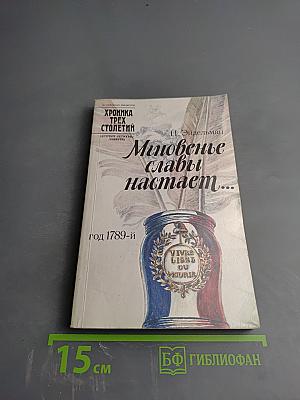 ХРОНИКА
ТРЕХ
СТОЛЕТИЙ
Н. Эйдельман
Мгновенье
славы
настает...
год 1789-й
VIVRE
LIBRE
OU
MOURIR
15 см
БФ ГИБЛИОФАН